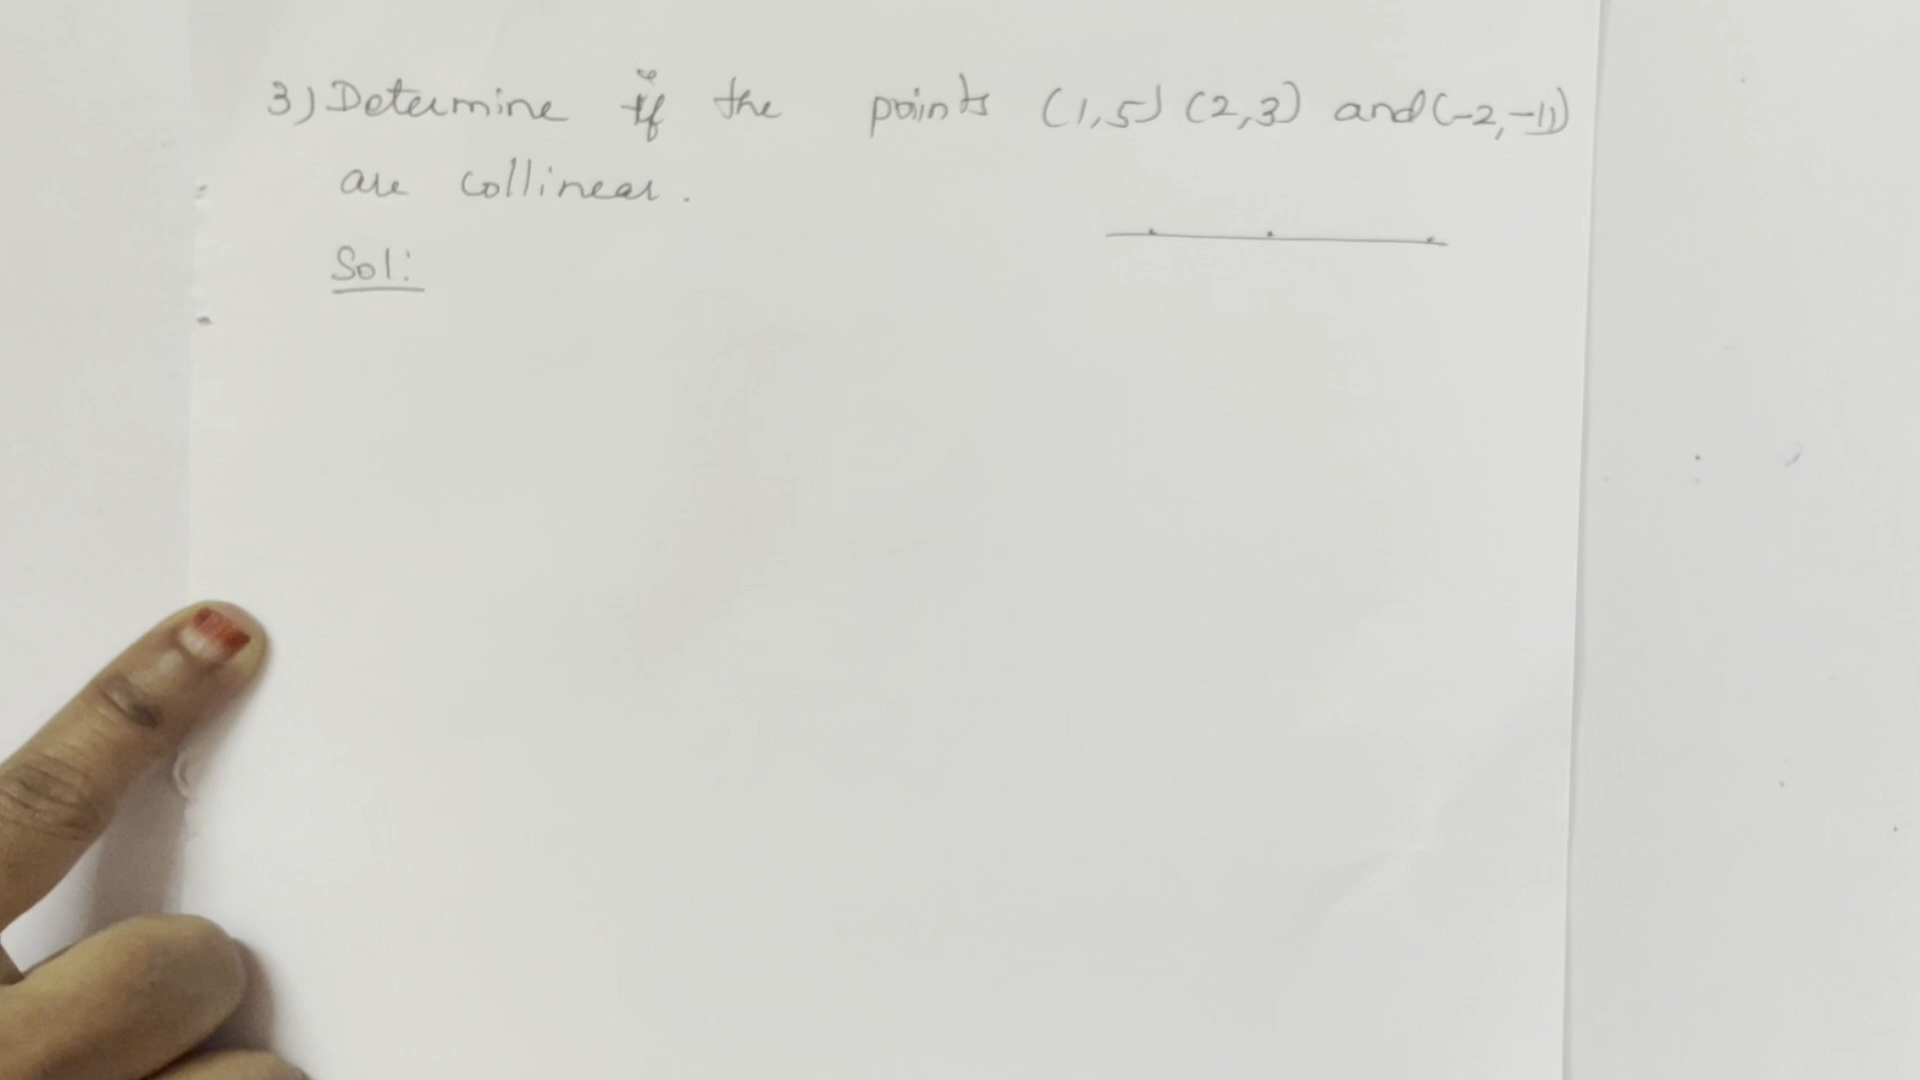 3) Determine if the points (1,5) (2,3) and (-2,-11)
are collinear.
Sol: